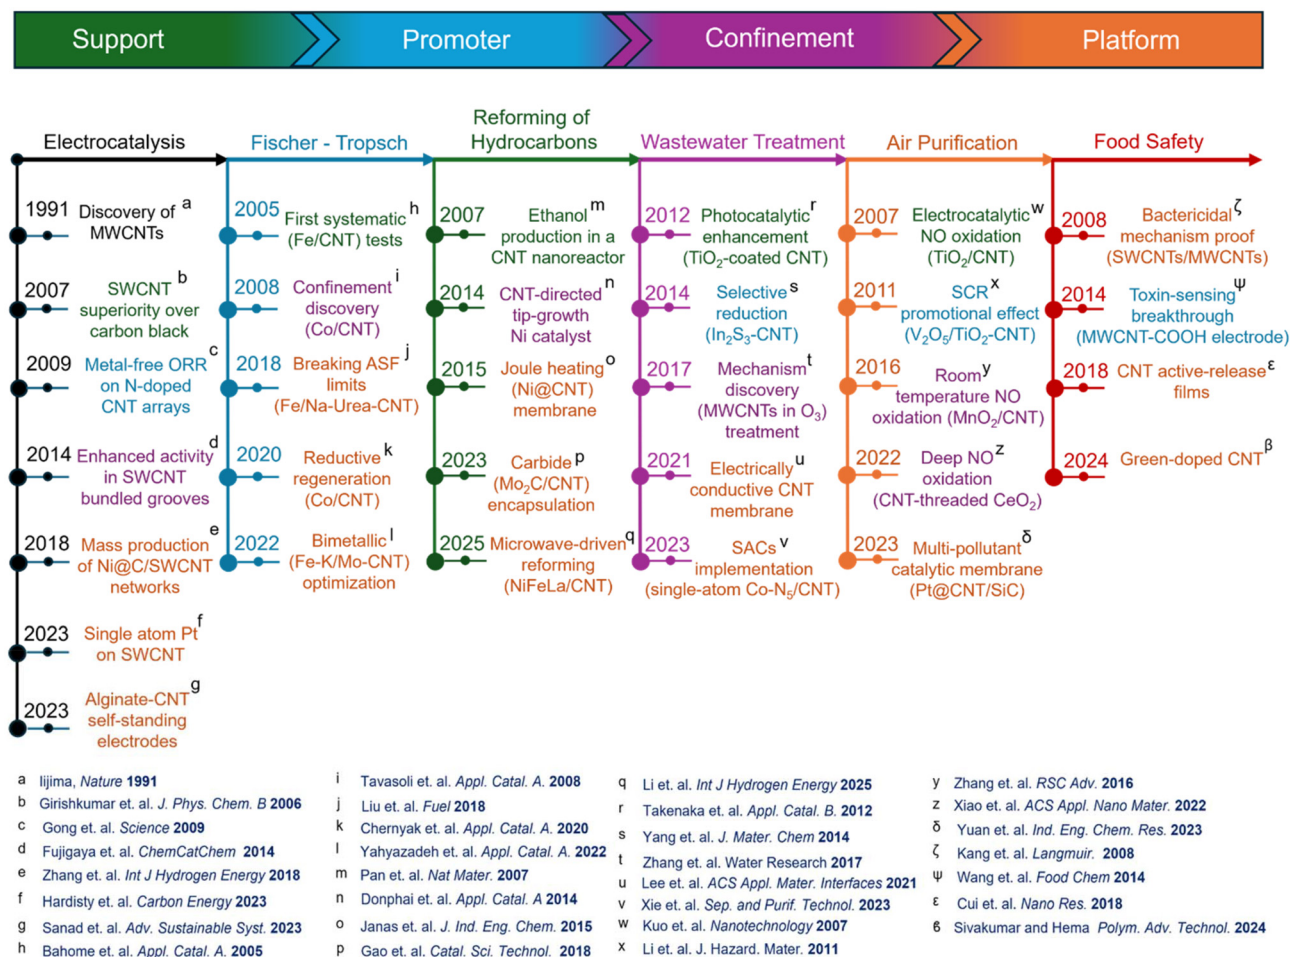 Support
Promoter
Confinement
Platform
Electrocatalysis
1991 Discovery of a
MWCNTs
2007 SWCNT b
superiority over
carbon black
2009 Metal-free ORR c
on N-doped
CNT arrays
2014 Enhanced activity d
in SWCNT
bundled grooves
2018 Mass production e
of Ni@C/SWCNT
networks
2023 Single atom Pt f
on SWCNT
2023 Alginate-CNT g
self-standing
electrodes
Fischer - Tropsch
2005 First systematic h
(Fe/CNT) tests
2008 Confinement i
discovery
(Co/CNT)
2018 Breaking ASF j
limits
(Fe/Na-Urea-CNT)
2020 Reductive k
regeneration
(Co/CNT)
2022 Bimetallic l
(Fe-K/Mo-CNT)
optimization
Reforming of
Hydrocarbons
2007 Ethanol m
production in a
CNT nanoreactor
2014 CNT-directed n
tip-growth
Ni catalyst
2015 Joule heating o
(Ni@CNT)
membrane
2023 Carbide p
(Mo₂C/CNT)
encapsulation
2025 Microwave-driven q
reforming
(NiFeLa/CNT)
Wastewater Treatment
2012 Photocatalytic r
enhancement
(TiO₂-coated CNT)
2014 Selective s
reduction
(In₂S₃-CNT)
2017 Mechanism t
discovery
(MWCNTs in O₃)
treatment
2021 Electrically u
conductive CNT
membrane
2023 SACs v
implementation
(single-atom Co-N₅/CNT)
Air Purification
2007 Electrocatalytic w
NO oxidation
(TiO₂/CNT)
2011 SCR x
promotional effect
(V₂O₅/TiO₂-CNT)
2016 Room y
temperature NO
oxidation (MnO₂/CNT)
2022 Deep NO z
oxidation
(CNT-threaded CeO₂)
2023 Multi-pollutant δ
catalytic membrane
(Pt@CNT/SiC)
Food Safety
2008 Bactericidal ζ
mechanism proof
(SWCNTs/MWCNTs)
2014 Toxin-sensing ψ
breakthrough
(MWCNT-COOH electrode)
2018 CNT active-release ε
films
2024 Green-doped CNT β
a Iijima, Nature 1991
b Girishkumar et. al. J. Phys. Chem. B 2006
c Gong et. al. Science 2009
d Fujigaya et. al. ChemCatChem 2014
e Zhang et. al. Int J Hydrogen Energy 2018
f Hardisty et. al. Carbon Energy 2023
g Sanad et al. Adv. Sustainable Syst. 2023
h Bahome et. al. Appl. Catal. A. 2005
i Tavasoli et. al. Appl. Catal. A. 2008
j Liu et. al. Fuel 2018
k Chernyak et. al. Appl. Catal. A. 2020
l Yahyazadeh et. al. Appl. Catal. A. 2022
m Pan et. al. Nat Mater. 2007
n Donphai et. al. Appl. Catal. A 2014
o Janas et. al. J. Ind. Eng. Chem. 2015
p Gao et. al. Catal. Sci. Technol. 2018
q Li et. al. Int J Hydrogen Energy 2025
r Takenaka et. al. Appl. Catal. B. 2012
s Yang et. al. J. Mater. Chem 2014
t Zhang et. al. Water Research 2017
u Lee et. al. ACS Appl. Mater. Interfaces 2021
v Xie et. al. Sep. and Purif. Technol. 2023
w Kuo et. al. Nanotechnology 2007
x Li et. al. J. Hazard. Mater. 2011
y Zhang et. al. RSC Adv. 2016
z Xiao et. al. ACS Appl. Nano Mater. 2022
δ Yuan et. al. Ind. Eng. Chem. Res. 2023
ζ Kang et. al. Langmuir. 2008
ψ Wang et. al. Food Chem 2014
ε Cui et. al. Nano Res. 2018
ϐ Sivakumar and Hema Polym. Adv. Technol. 2024